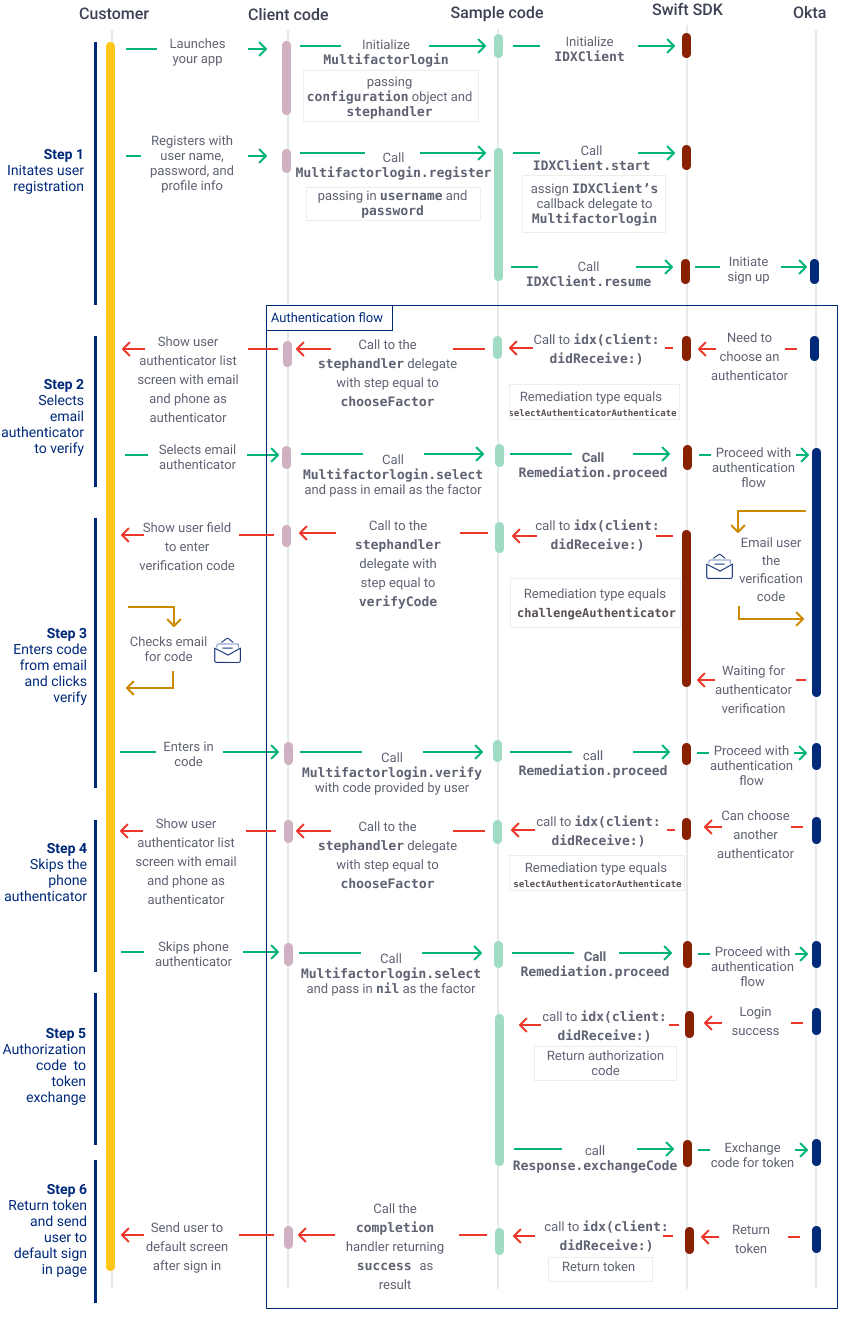 Customer
Client code
Sample code
Swift SDK
Okta
Step 1
Initates user
registration
Launches
your app
Initialize
Multifactorlogin
passing
configuration object and
stephandler
Initialize
IDXClient
Registers with
user name,
password, and
profile info
Call
Multifactorlogin.register
passing in username and
password
Call
IDXClient.start
assign IDXClient's
callback delegate to
Multifactorlogin
Call
IDXClient.resume
Initiate
sign up
Authentication flow
Step 2
Selects
email
authenticator
to verify
Show user
authenticator list
screen with email
and phone as
authenticator
Call to the
stephandler delegate
with step equal to
chooseFactor
Call to idx(client:
didReceive:)
Remediation type equals
selectAuthenticatorAuthenticate
Need to
choose an
authenticator
Selects email
authenticator
Call
Multifactorlogin.select
and pass in email as the factor
Call
Remediation.proceed
Proceed with
authentication
flow
Step 3
Enters code
from email
and clicks
verify
Show user field
to enter
verification code
Call to the
stephandler
delegate with
step equal to
verifyCode
call to idx(client:
didReceive:)
Remediation type equals
challengeAuthenticator
Email user
the
verification
code
Checks email
for code
Waiting for
authenticator
verification
Enters in
code
Call
Multifactorlogin.verify
with code provided by user
call
Remediation.proceed
Proceed with
authentication
flow
Step 4
Skips the
phone
authenticator
Show user
authenticator list
screen with email
and phone as
authenticator
Call to the
stephandler delegate
with step equal to
chooseFactor
call to idx(client:
didReceive:)
Remediation type equals
selectAuthenticatorAuthenticate
Can choose
another
authenticator
Skips phone
authenticator
Call
Multifactorlogin.select
and pass in nil as the factor
Call
Remediation.proceed
Proceed with
authentication
flow
Step 5
Authorization
code to
token
exchange
call to idx(client:
didReceive:)
Return authorization
code
Login
success
call
Response.exchangeCode
Exchange
code for token
Step 6
Return token
and send
user to
default sign
in page
Send user to
default screen
after sign in
Call the
completion
handler returning
success as
result
call to idx(client:
didReceive:)
Return token
Return
token